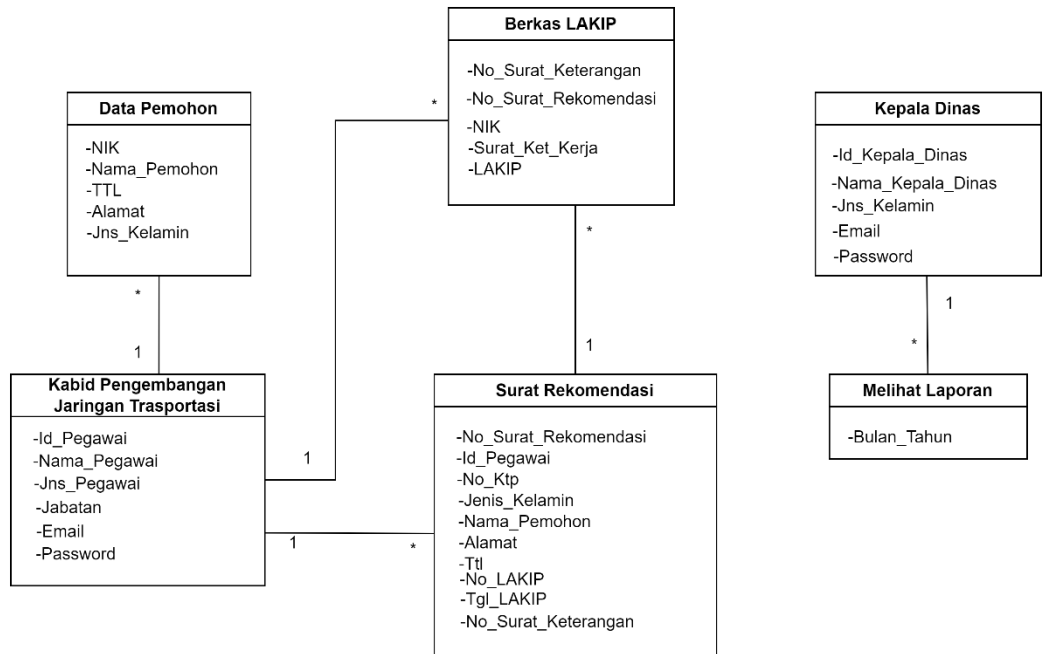 Berkas LAKIP
-No_Surat_Keterangan
-No_Surat_Rekomendasi
-NIK
-Surat_Ket_Kerja
-LAKIP
Data Pemohon
-NIK
-Nama_Pemohon
-TTL
-Alamat
-Jns_Kelamin
Kepala Dinas
-Id_Kepala_Dinas
-Nama_Kepala_Dinas
-Jns_Kelamin
-Email
-Password
*
*
*
1
1
1
*
1
Kabid Pengembangan
Jaringan Trasportasi
-Id_Pegawai
-Nama_Pegawai
-Jns_Pegawai
-Jabatan
-Email
-Password
1
1
*
Surat Rekomendasi
-No_Surat_Rekomendasi
-Id_Pegawai
-No_Ktp
-Jenis_Kelamin
-Nama_Pemohon
-Alamat
-Ttl
-No_LAKIP
-Tgl_LAKIP
-No_Surat_Keterangan
Melihat Laporan
-Bulan_Tahun